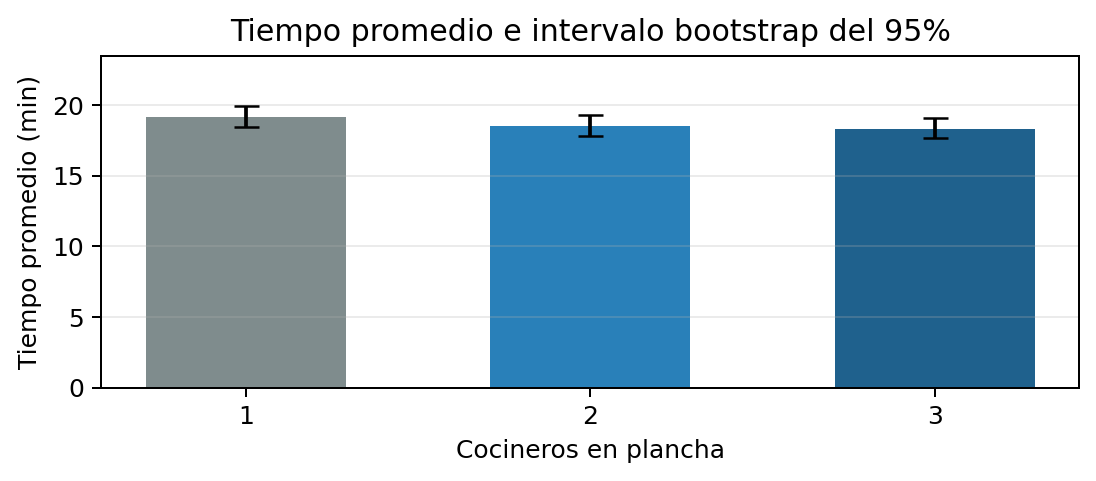 Tiempo promedio e intervalo bootstrap del 95%
Tiempo promedio (min)
20
15
10
5
0
1 2 3
Cocineros en plancha